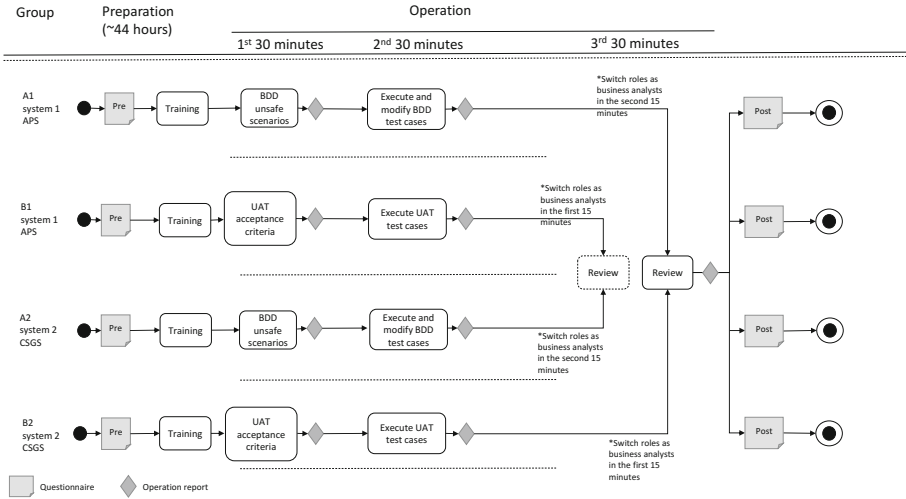 Group
Preparation
(~44 hours)
Operation
1st 30 minutes
2nd 30 minutes
3rd 30 minutes
A1
system 1
APS
Pre
Training
BDD
unsafe
scenarios
Execute and
modify BDD
test cases
*Switch roles as
business analysts
in the second 15
minutes
Post
B1
system 1
APS
Pre
Training
UAT
acceptance
criteria
Execute UAT
test cases
*Switch roles as
business analysts
in the first 15
minutes
Post
Review
Review
A2
system 2
CSGS
Pre
Training
BDD
unsafe
scenarios
Execute and
modify BDD
test cases
*Switch roles as
business analysts
in the second 15
minutes
Post
B2
system 2
CSGS
Pre
Training
UAT
acceptance
criteria
Execute UAT
test cases
*Switch roles as
business analysts
in the first 15
minutes
Post
Questionnaire
Operation report